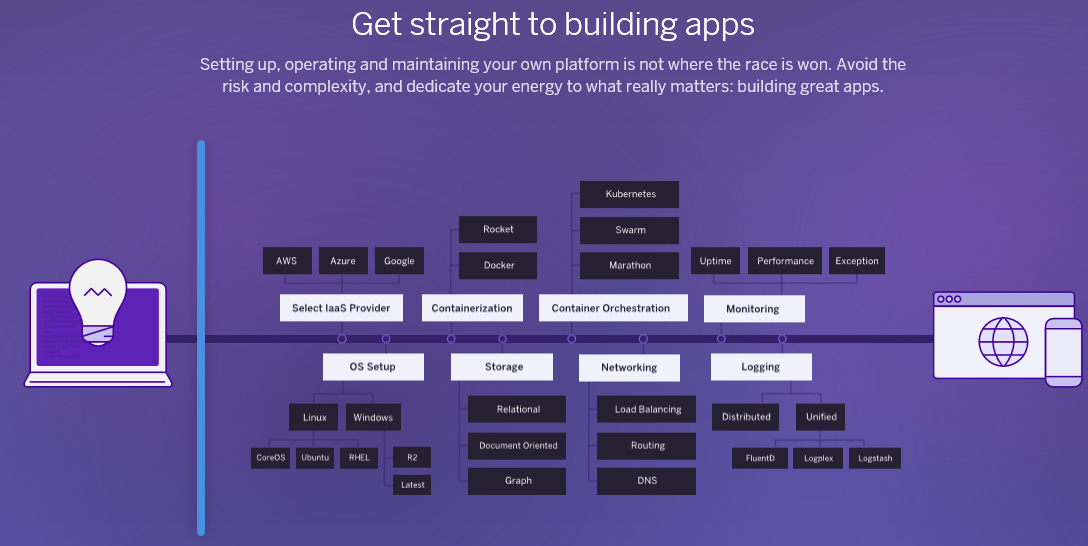 Get straight to building apps
Setting up, operating and maintaining your own platform is not where the race is won. Avoid the
risk and complexity, and dedicate your energy to what really matters: building great apps.
Kubernetes
Rocket
Swarm
AWS
Azure
Google
Docker
Marathon
Uptime
Performance
Exception
Select IaaS Provider
Containerization
Container Orchestration
Monitoring
OS Setup
Storage
Networking
Logging
Linux
Windows
Relational
Load Balancing
Distributed
Unified
CoreOS
Ubuntu
RHEL
R2
Document Oriented
Routing
FluentD
Logplex
Logstash
Latest
Graph
DNS